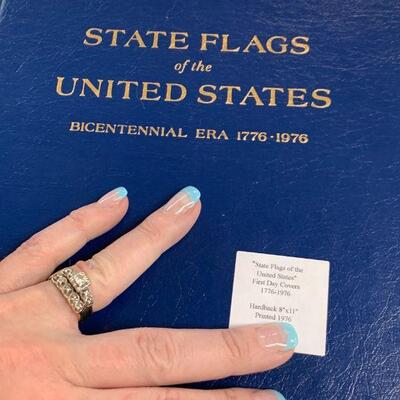 STATE FLAGS
of the
UNITED STATES
BICENTENNIAL ERA 1776-1976
"State Flags of the
United States"
First Day Covers
1776-1976
Hardback 8"x11"
Printed 1976